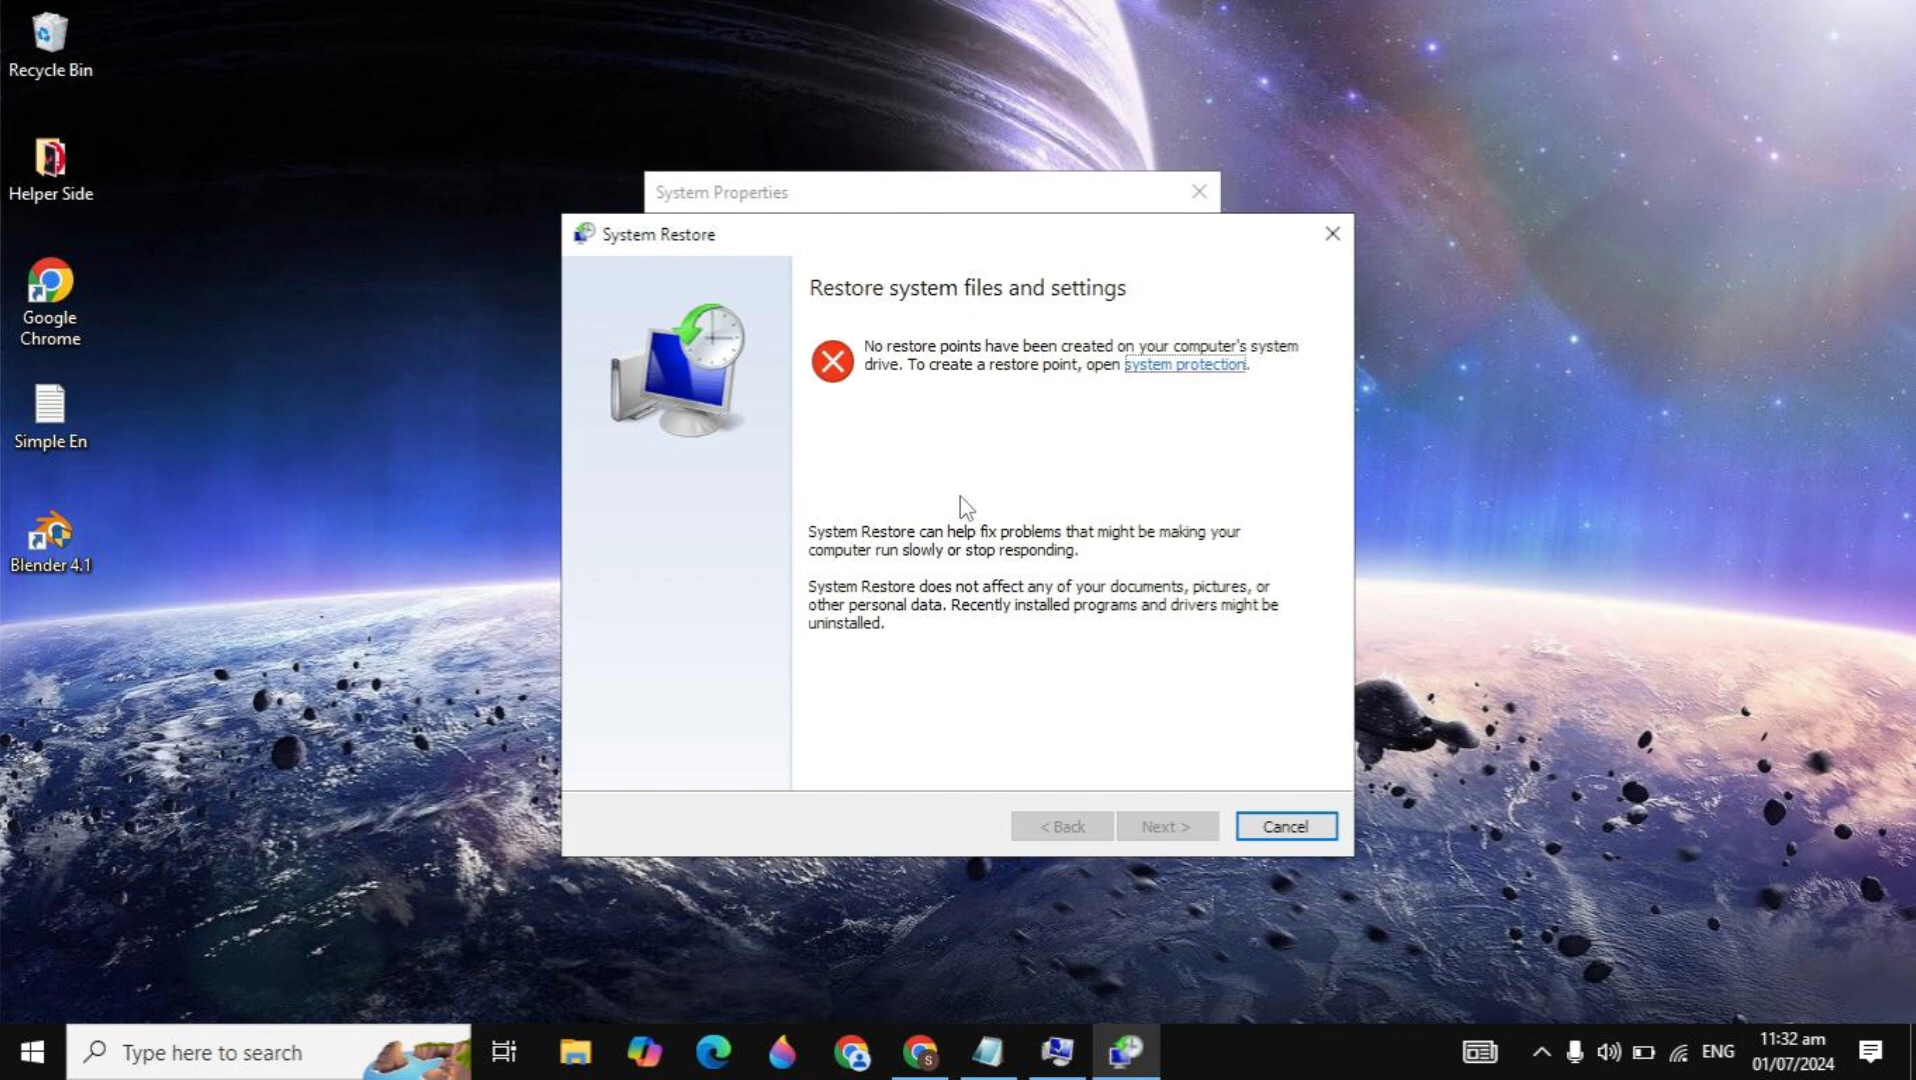 Recycle Bin
Helper Side
Google
Chrome
Simple En
Blender 4.1
System Properties
System Restore
Restore system files and settings
No restore points have been created on your computer's system
drive. To create a restore point, open system protection.
System Restore can help fix problems that might be making your
computer run slowly or stop responding.
System Restore does not affect any of your documents, pictures, or
other personal data. Recently installed programs and drivers might be
uninstalled.
< Back
Next >
Cancel
Type here to search
S
ENG
11:32 am
01/07/2024